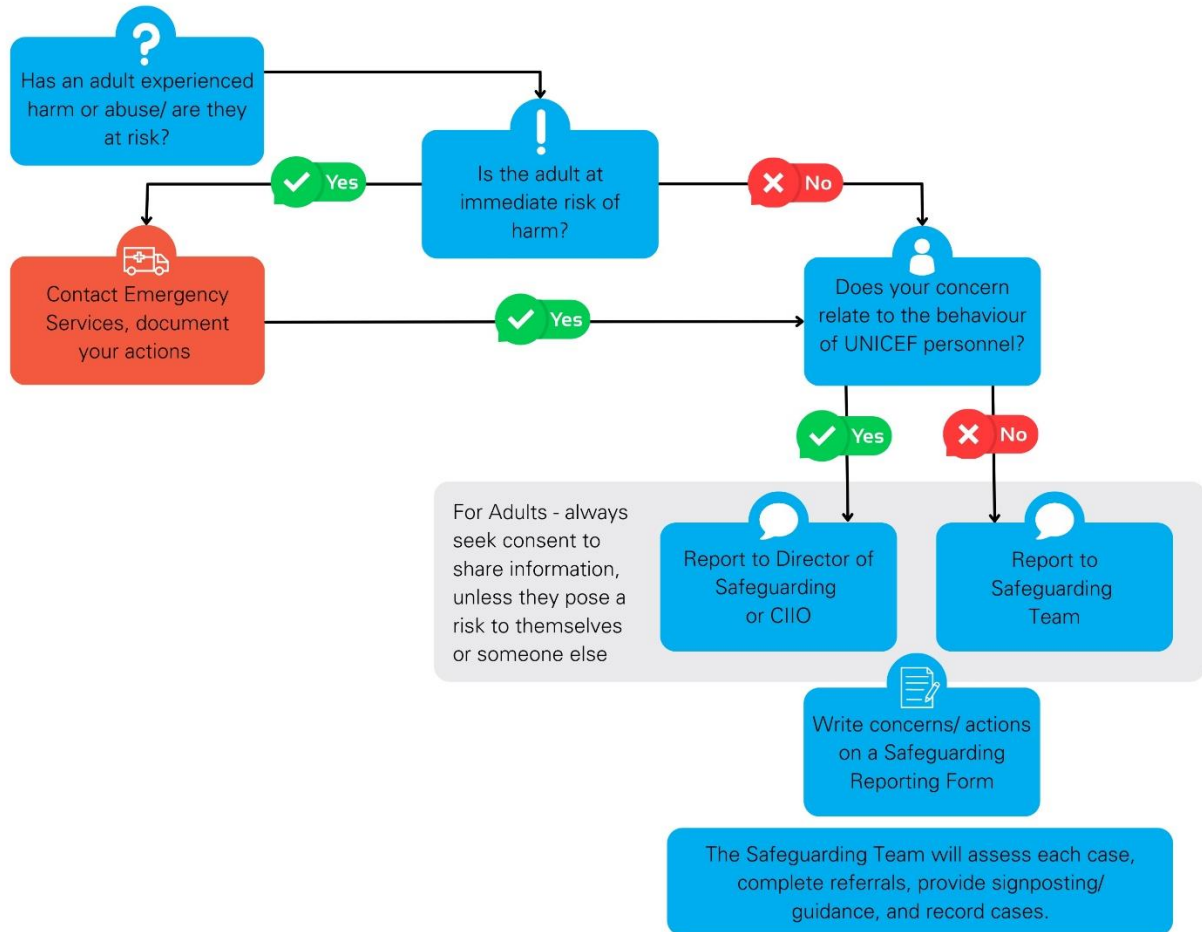 Has an adult experienced
harm or abuse/ are they
at risk?
Is the adult at
immediate risk of
harm?
Yes
No
Contact Emergency
Services, document
your actions
Yes
Does your concern
relate to the behaviour
of UNICEF personnel?
Yes
No
For Adults - always
seek consent to
share information,
unless they pose a
risk to themselves
or someone else
Report to Director of
Safeguarding
or CIIO
Report to
Safeguarding
Team
Write concerns/ actions
on a Safeguarding
Reporting Form
The Safeguarding Team will assess each case,
complete referrals, provide signposting/
guidance, and record cases.